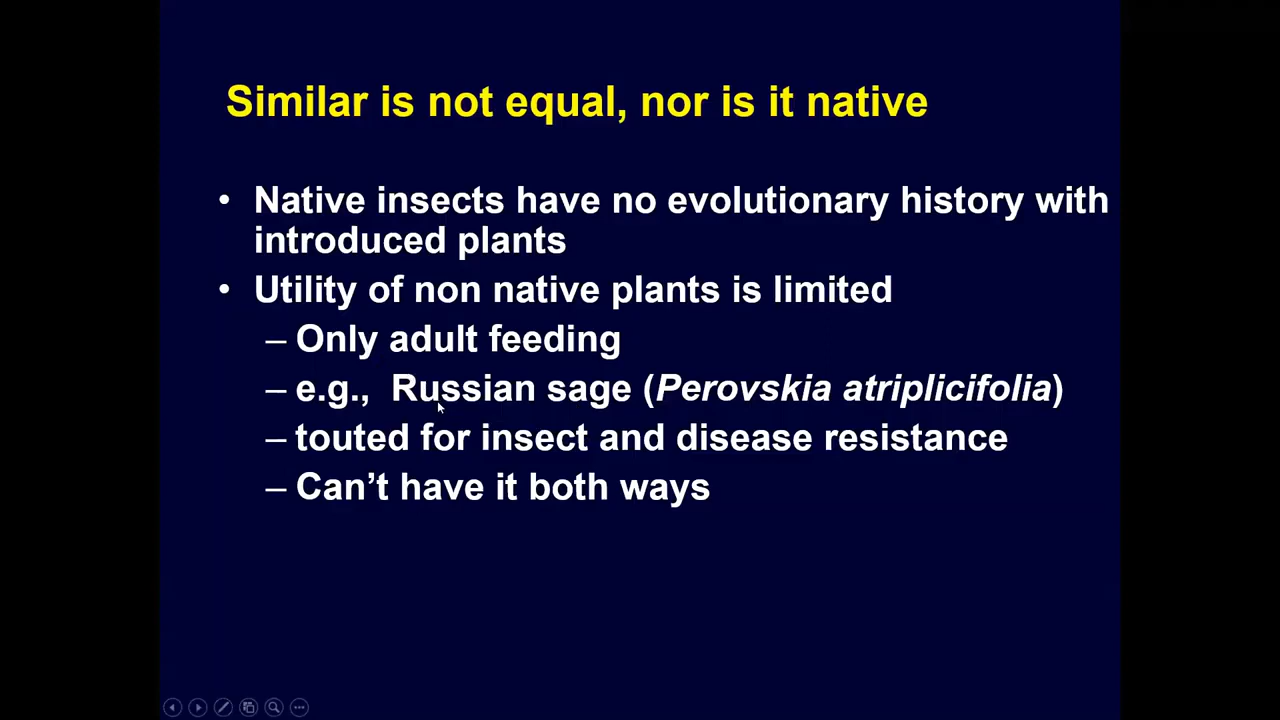 Similar is not equal, nor is it native
• Native insects have no evolutionary history with
introduced plants
• Utility of non native plants is limited
– Only adult feeding
– e.g., Russian sage (Perovskia atriplicifolia)
– touted for insect and disease resistance
– Can’t have it both ways